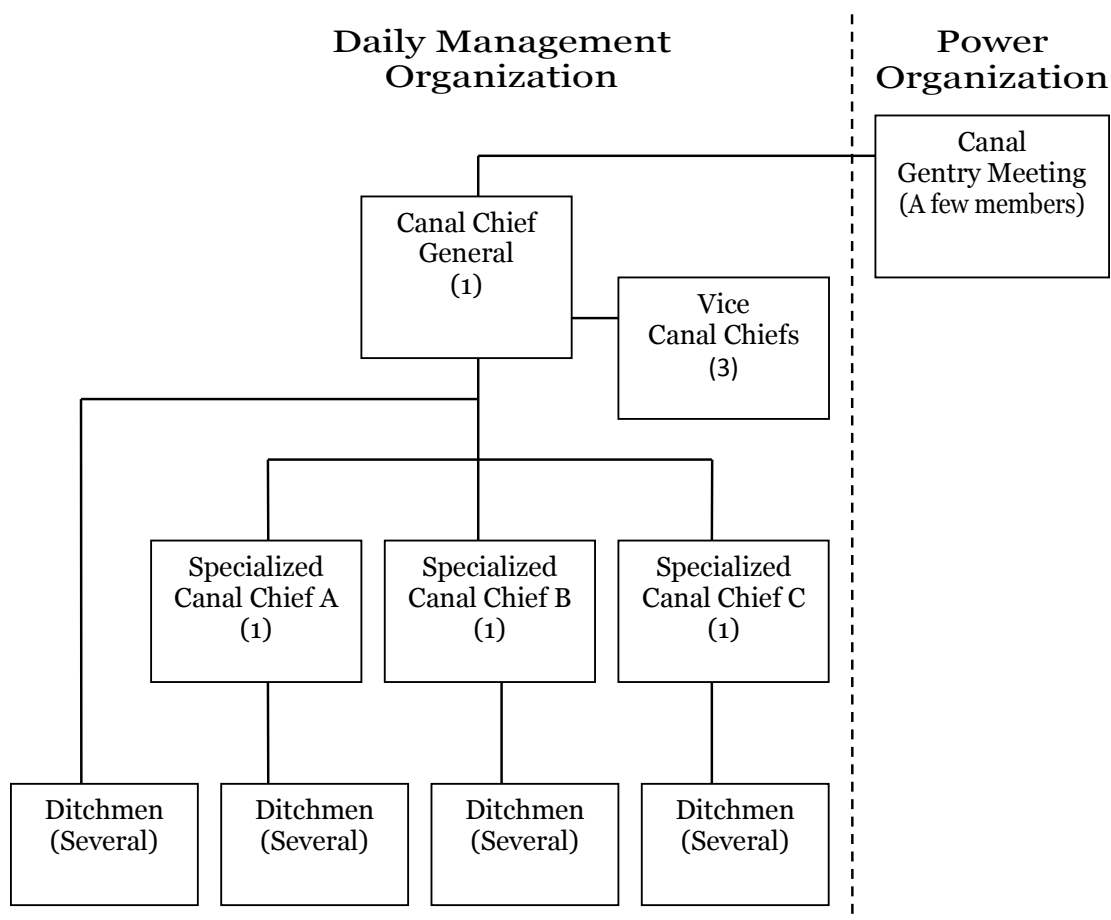 Daily Management
Organization
Power
Organization
Canal
Gentry Meeting
(A few members)
Canal Chief
General
(1)
Vice
Canal Chiefs
(3)
Specialized
Canal Chief A
(1)
Specialized
Canal Chief B
(1)
Specialized
Canal Chief C
(1)
Ditchmen
(Several)
Ditchmen
(Several)
Ditchmen
(Several)
Ditchmen
(Several)